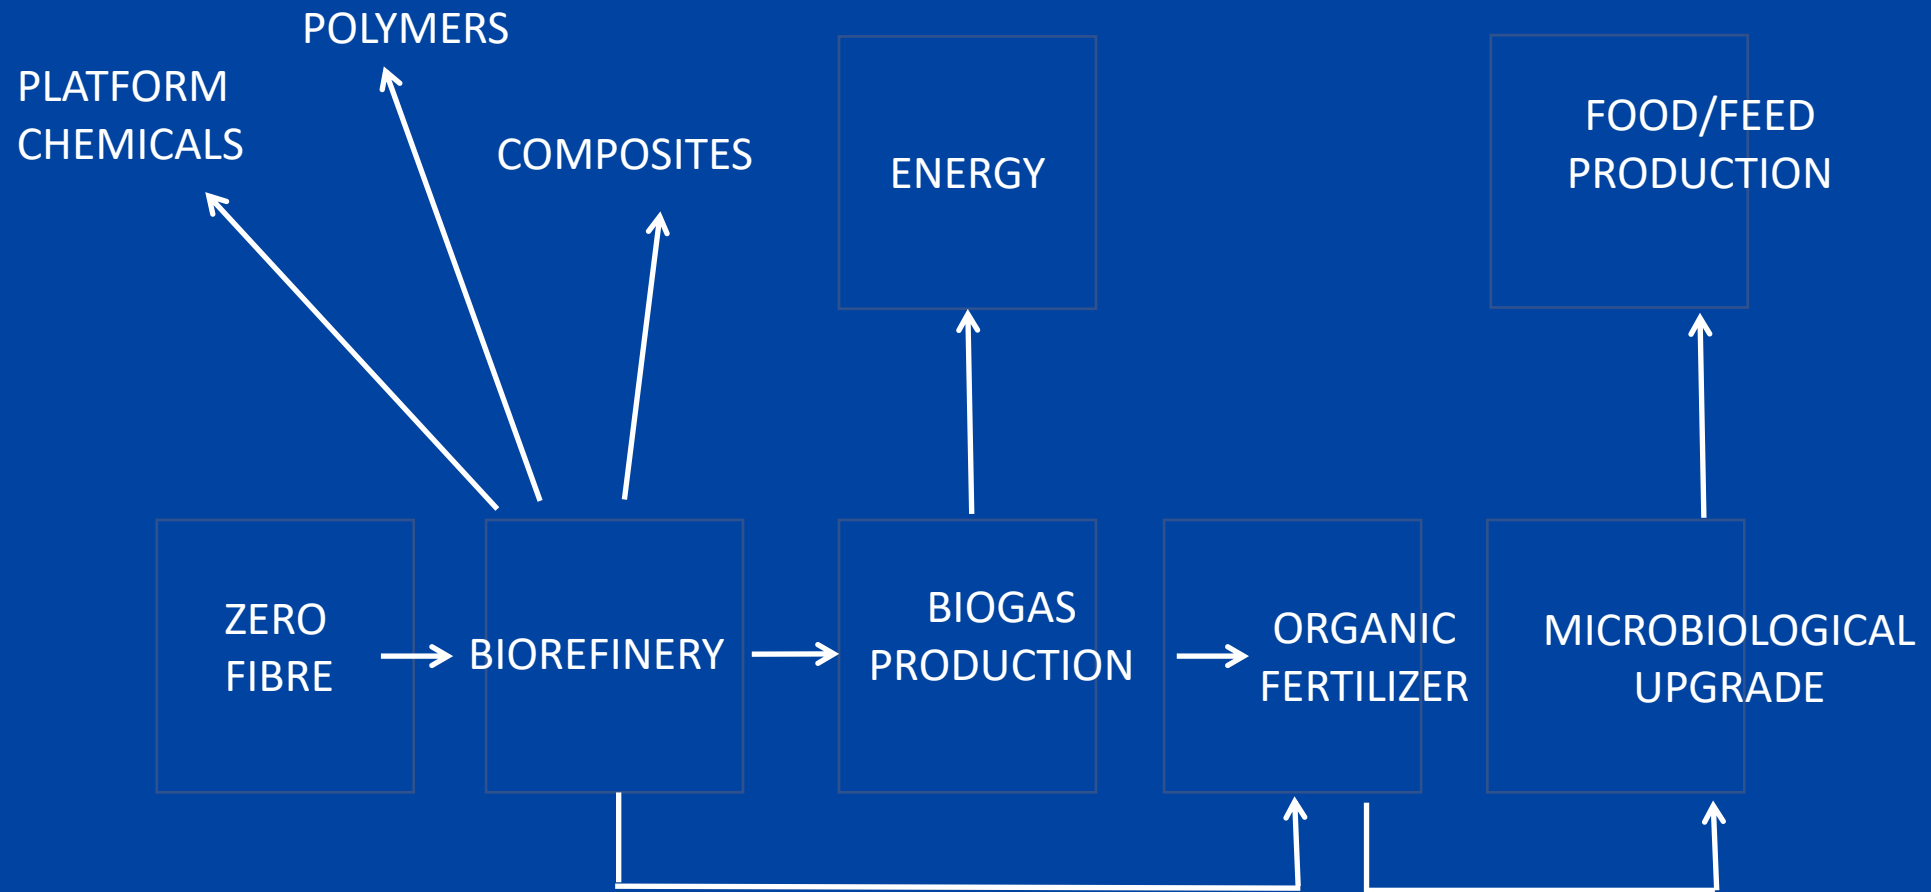 POLYMERS
PLATFORM
CHEMICALS
COMPOSITES
ENERGY
FOOD/FEED
PRODUCTION
ZERO
FIBRE
BIOREFINERY
BIOGAS
PRODUCTION
ORGANIC
FERTILIZER
MICROBIOLOGICAL
UPGRADE